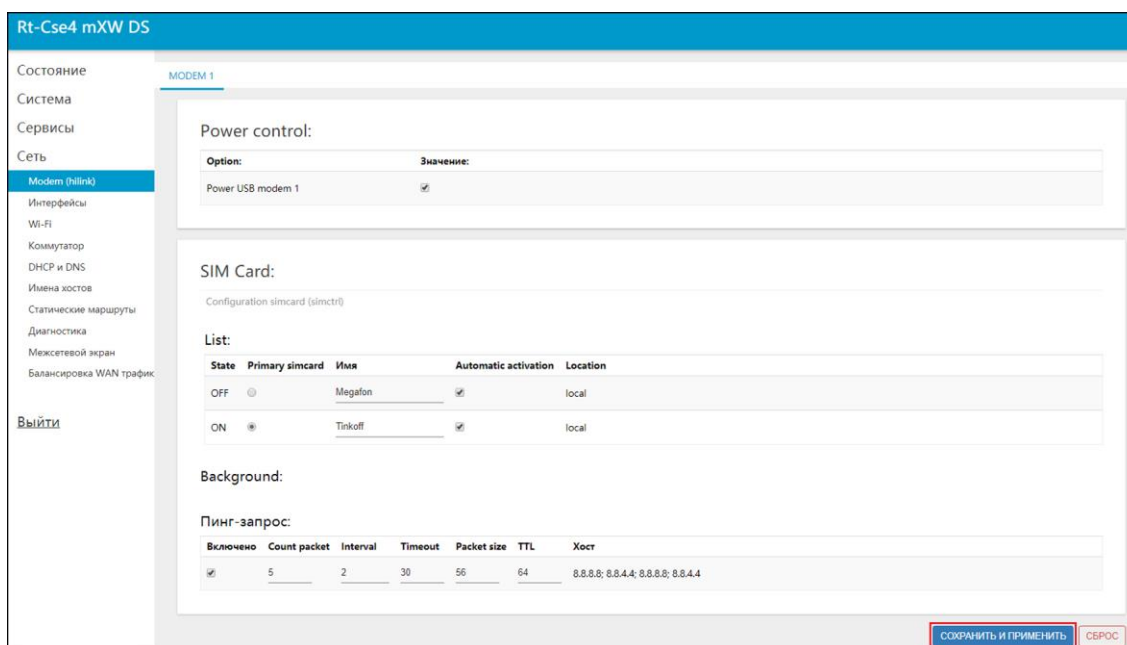 Rt-Cse4 mXW DS
Состояние
Система
Сервисы
Сеть
Modem (hilink)
Интерфейсы
Wi-Fi
Коммутатор
DHCP и DNS
Имена хостов
Статические маршруты
Диагностика
Межсетевой экран
Балансировка WAN трафик
Выйти
MODEM 1
Power control:
Option: Значение:
Power USB modem 1
SIM Card:
Configuration simcard (simctrl)
List:
State Primary simcard Имя Automatic activation Location
OFF Megafon local
ON Tinkoff local
Background:
Пинг-запрос:
Включено Count packet Interval Timeout Packet size TTL Хост
5 2 30 56 64 8.8.8.8; 8.8.4.4; 8.8.8.8; 8.8.4.4
СОХРАНИТЬ И ПРИМЕНИТЬ СБРОС